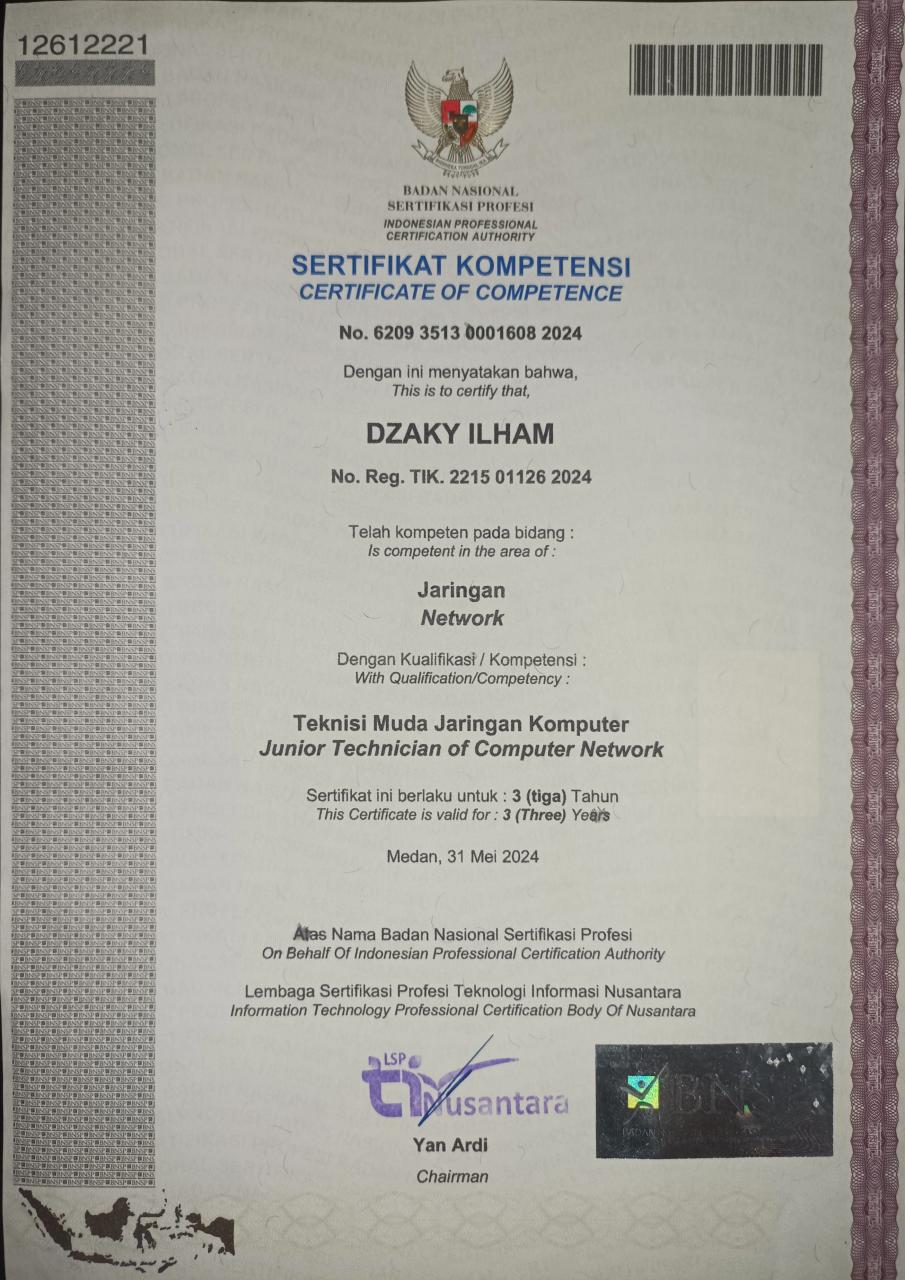 12612221
BADAN NASIONAL
SERTIFIKASI PROFESI
INDONESIAN PROFESSIONAL
CERTIFICATION AUTHORITY
SERTIFIKAT KOMPETENSI
CERTIFICATE OF COMPETENCE
No. 6209 3513 0001608 2024
Dengan ini menyatakan bahwa,
This is to certify that,
DZAKY ILHAM
No. Reg. TIK. 2215 01126 2024
Telah kompeten pada bidang :
Is competent in the area of :
Jaringan
Network
Dengan Kualifikasi / Kompetensi :
With Qualification/Competency :
Teknisi Muda Jaringan Komputer
Junior Technician of Computer Network
Sertifikat ini berlaku untuk : 3 (tiga) Tahun
This Certificate is valid for : 3 (Three) Years
Medan, 31 Mei 2024
Atas Nama Badan Nasional Sertifikasi Profesi
On Behalf Of Indonesian Professional Certification Authority
Lembaga Sertifikasi Profesi Teknologi Informasi Nusantara
Information Technology Professional Certification Body Of Nusantara
LSP
ti Nusantara
Yan Ardi
Chairman
BADAN